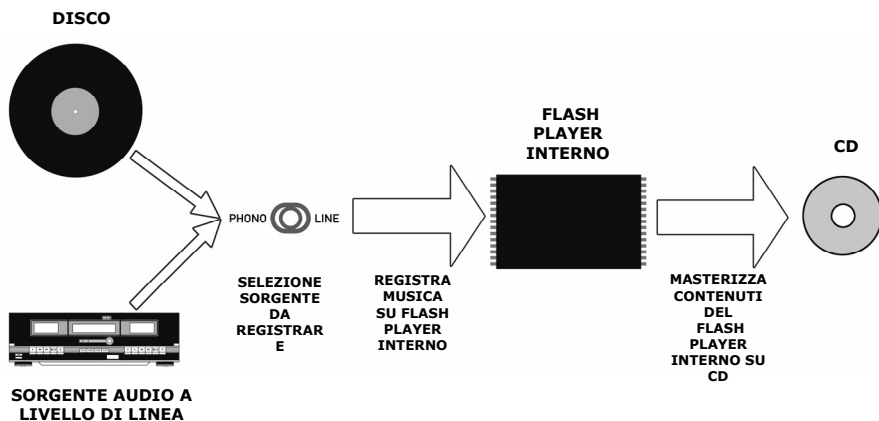 DISCO
FLASH
PLAYER
INTERNO
CD
PHONO LINE
SELEZIONE
SORGENTE
DA
REGISTRAR
E
REGISTRA
MUSICA
SU FLASH
PLAYER
INTERNO
MASTERIZZA
CONTENUTI
DEL
FLASH
PLAYER
INTERNO SU
CD
SORGENTE AUDIO A
LIVELLO DI LINEA